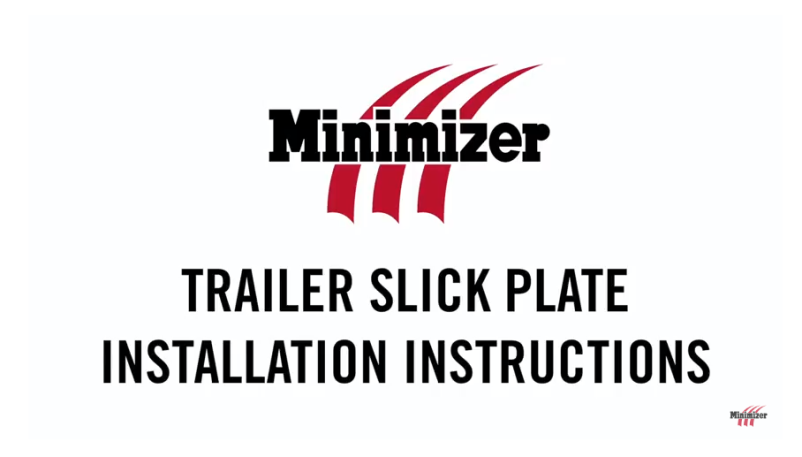 Minimizer
TRAILER SLICK PLATE
INSTALLATION INSTRUCTIONS
Minimizer